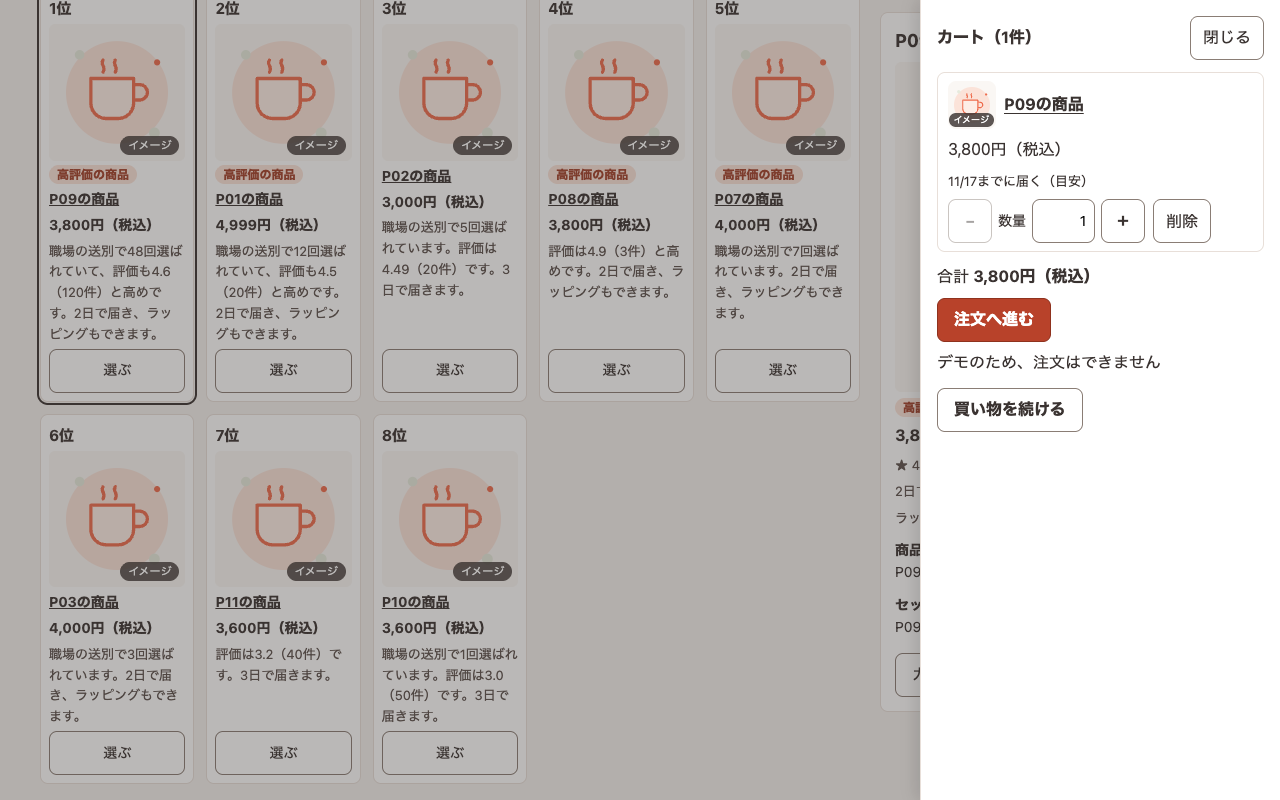 1位
2位
3位
4位
5位
イメージ
イメージ
イメージ
イメージ
イメージ
高評価の商品
P09の商品
3,800円（税込）
職場の送別で48回選ば
れていて、評価も4.6
（120件）と高めで
す。2日で届き、ラッ
ピングもできます。
選ぶ
高評価の商品
P01の商品
4,999円（税込）
職場の送別で12回選ば
れていて、評価も4.5
（20件）と高めです。
2日で届き、ラッピン
グもできます。
選ぶ
P02の商品
3,000円（税込）
職場の送別で5回選ば
れています。評価は
4.49（20件）です。3
日で届きます。
選ぶ
高評価の商品
P08の商品
3,800円（税込）
評価は4.9（3件）と高
めです。2日で届き、ラ
ッピングもできます。
選ぶ
高評価の商品
P07の商品
4,000円（税込）
職場の送別で7回選ば
れています。2日で届
き、ラッピングもでき
ます。
選ぶ
6位
イメージ
P03の商品
4,000円（税込）
職場の送別で3回選ば
れています。2日で届
き、ラッピングもでき
ます。
選ぶ
7位
イメージ
P11の商品
3,600円（税込）
評価は3.2（40件）で
す。3日で届きます。
選ぶ
8位
イメージ
P10の商品
3,600円（税込）
職場の送別で1回選ばれ
ています。評価は3.0
（50件）です。3日で
届きます。
選ぶ
P0
高
3,8
★ 4
2日
ラッ
商品
P09
セッ
P09
カート（1件）
閉じる
イメージ
P09の商品
3,800円（税込）
11/17までに届く（目安）
− 数量 1 + 削除
合計 3,800円（税込）
注文へ進む
デモのため、注文はできません
買い物を続ける